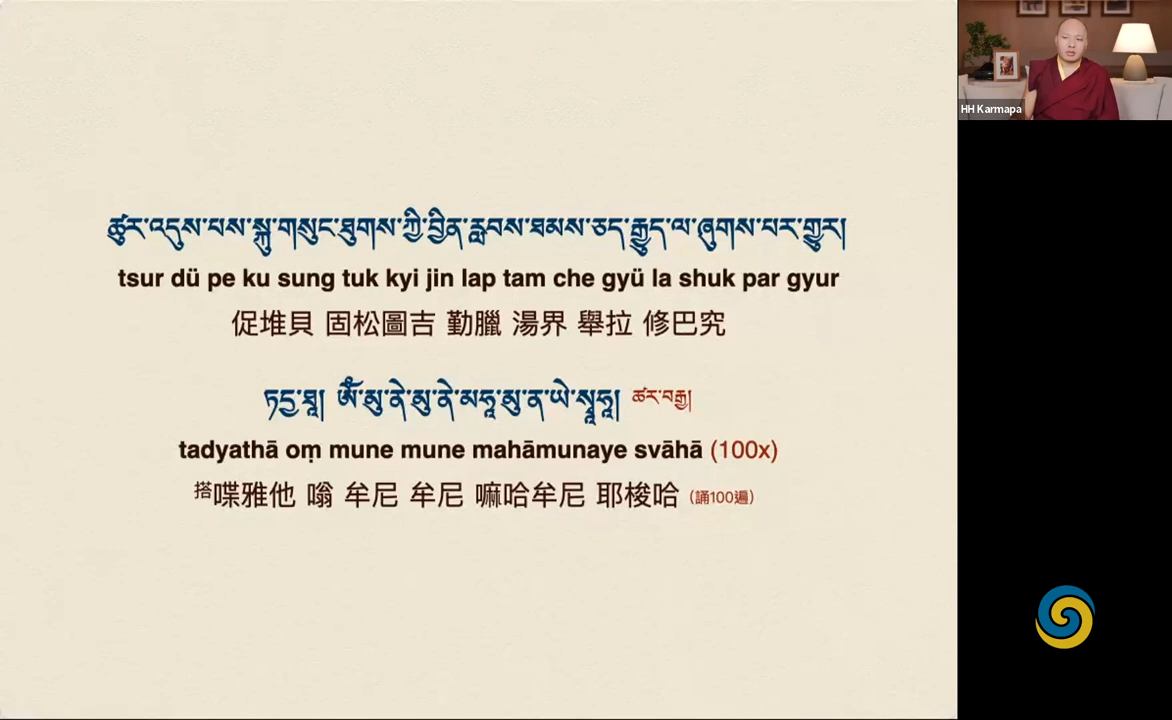 ཚུར་འདུས་པས་སྐུ་གསུང་ཐུགས་ཀྱི་བྱིན་རླབས་ཐམས་ཅད་རྒྱུད་ལ་ཞུགས་པར་གྱུར།
tsur dü pe ku sung tuk kyi jin lap tam che gyü la shuk par gyur
促堆貝 固松圖吉 勤臘 湯界 舉拉 修巴究
ཏདྱ་ཐཱ། ཨོཾ་མུ་ནེ་མུ་ནེ་མཧཱ་མུ་ན་ཡེ་སྭཱཧཱ། ཚར་བརྒྱ།
tadyathā oṃ mune mune mahāmunaye svāhā (100x)
搭喋雅他 嗡 牟尼 牟尼 嘛哈牟尼 耶梭哈 (誦100遍)
HH Karmapa